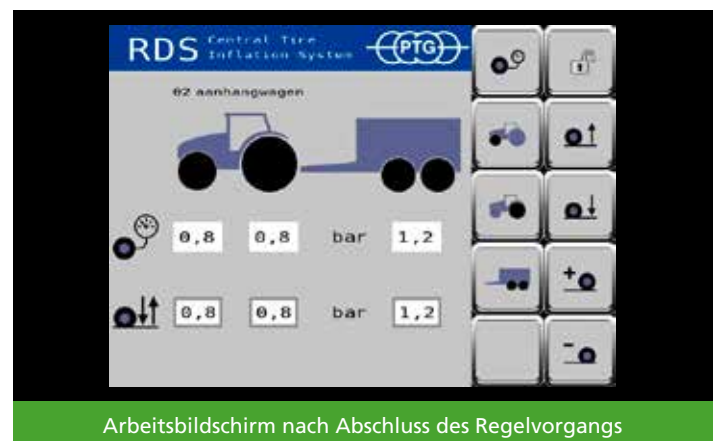 RDS Central Tire Inflation System PTG
02 aanhangwagen
0,8 0,8 bar 1,2
0,8 0,8 bar 1,2
Arbeitsbildschirm nach Abschluss des Regelvorgangs